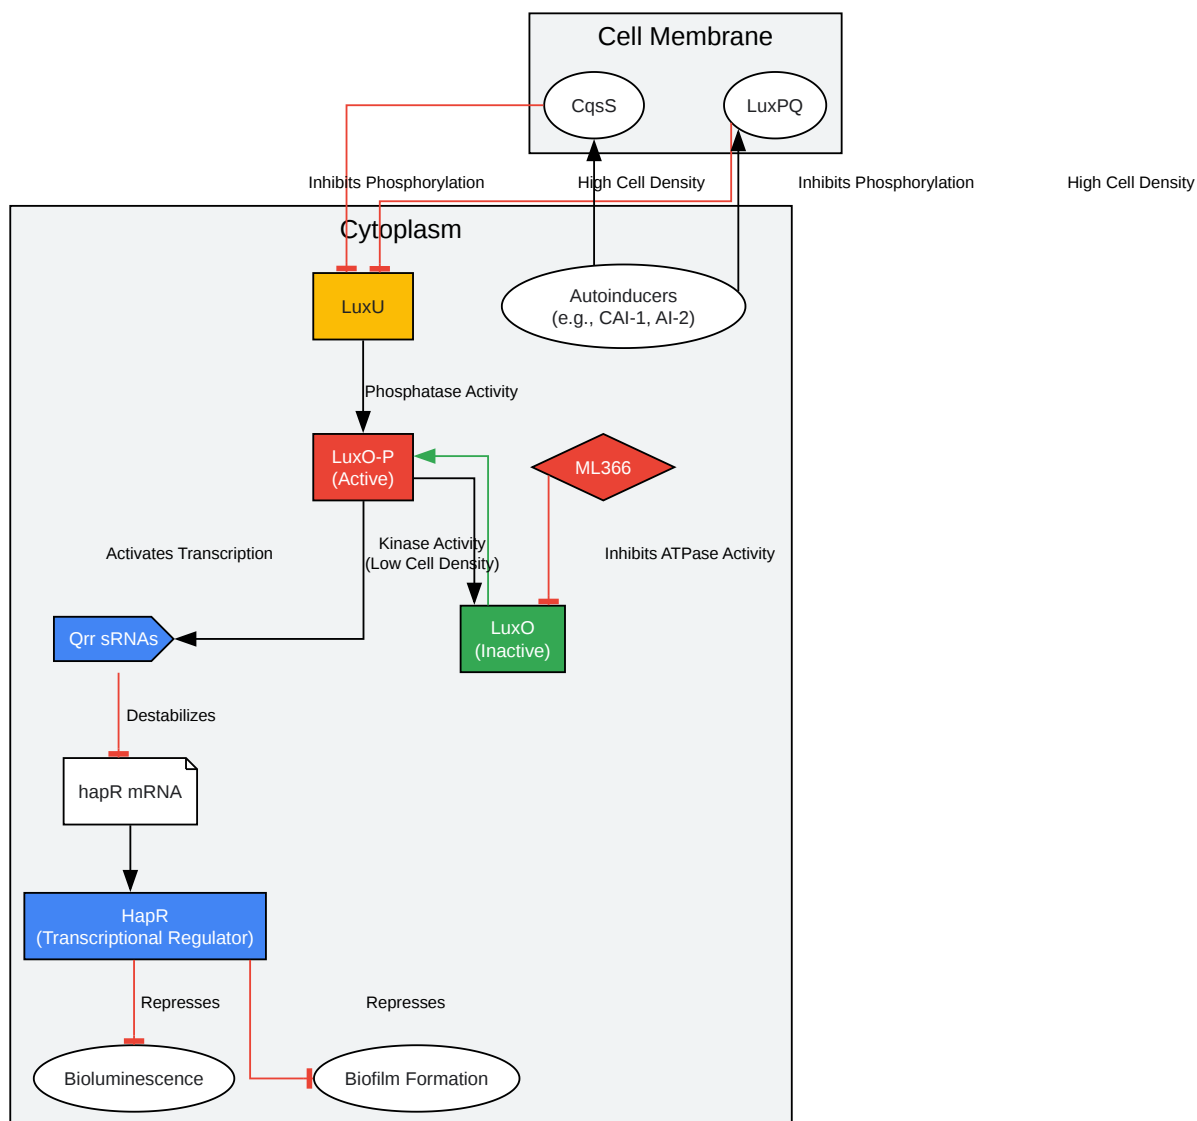 Cell Membrane
CqsS
LuxPQ
Inhibits Phosphorylation
High Cell Density
Inhibits Phosphorylation
High Cell Density
Cytoplasm
LuxU
Autoinducers
(e.g., CAI-1, AI-2)
Phosphatase Activity
LuxO-P
(Active)
ML366
Activates Transcription
Kinase Activity
(Low Cell Density)
Inhibits ATPase Activity
Qrr sRNAs
LuxO
(Inactive)
Destabilizes
hapR mRNA
HapR
(Transcriptional Regulator)
Represses
Represses
Bioluminescence
Biofilm Formation